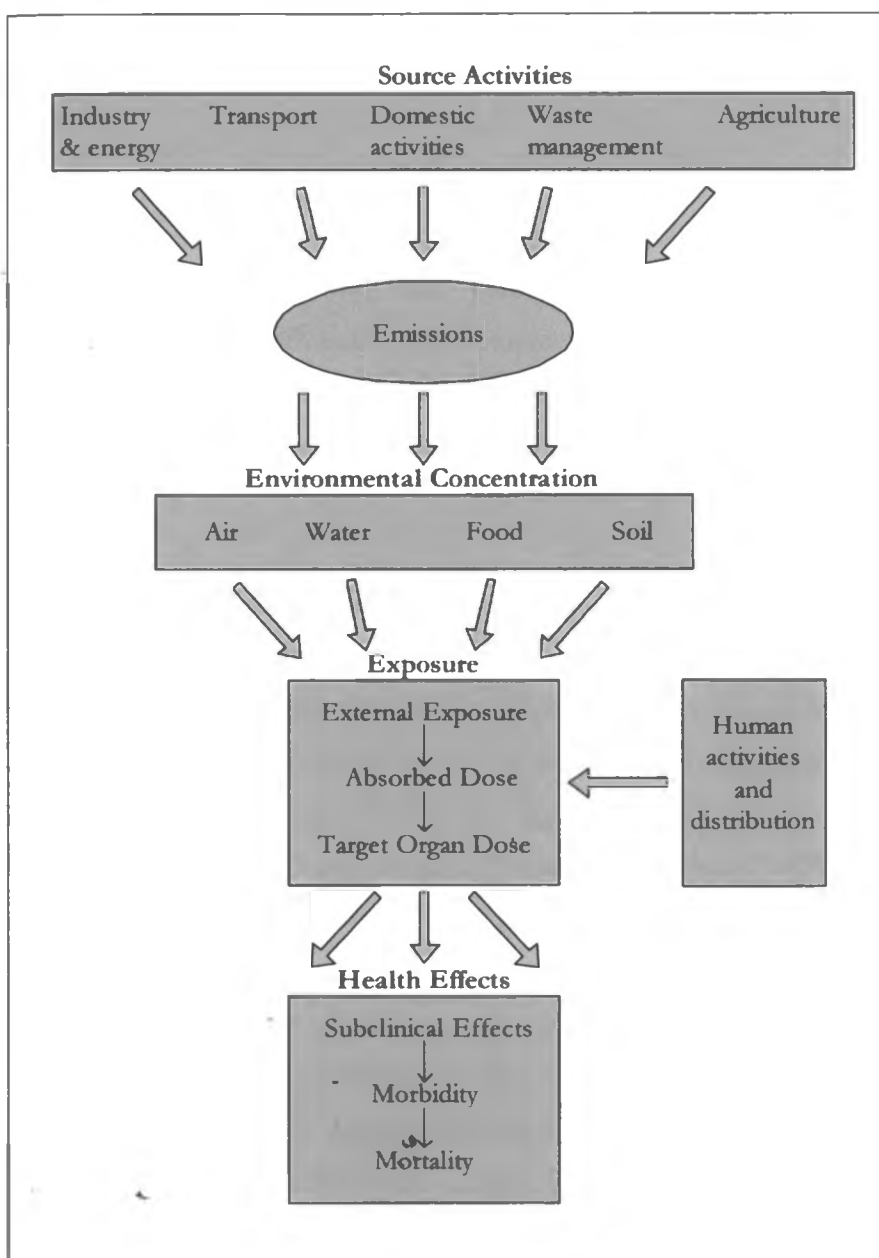 Source Activities
Industry & energy
Transport
Domestic activities
Waste management
Agriculture
Emissions
Environmental Concentration
Air Water Food Soil
Exposure
External Exposure
Absorbed Dose
Target Organ Dose
Human
activities
and
distribution
Health Effects
Subclinical Effects
Morbidity
Mortality